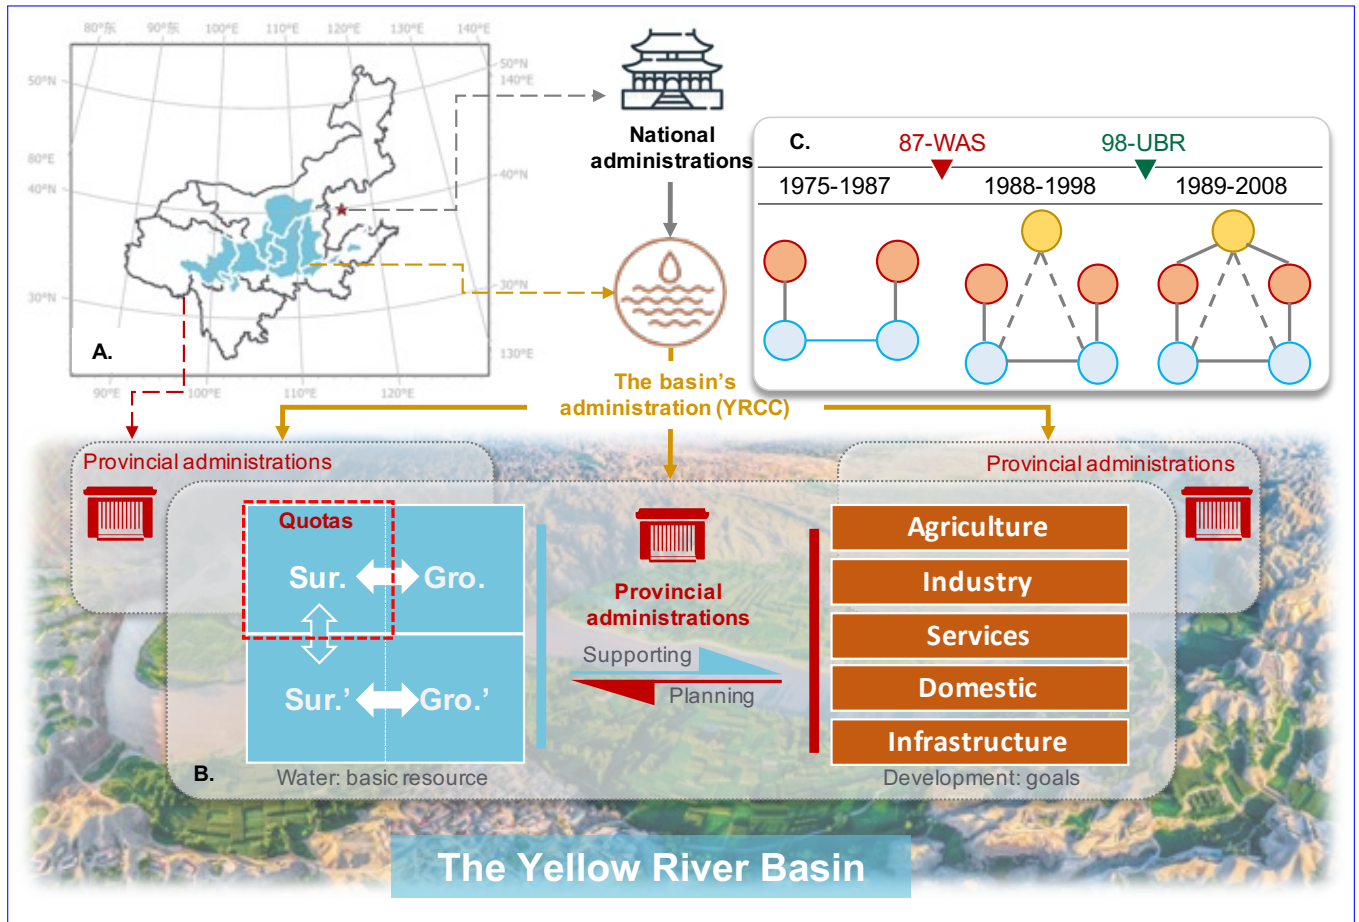 80°东
90°E
100°E
110°E
120°E
130°E
140°E
50°N
50°N
140°E
80°E
40°N
40°N
30°N
30°N
130°E
90°E
100°E
110°E
120°E
A.
National
administrations
The basin's
administration (YRCC)
C.
87-WAS
98-UBR
1975-1987
1988-1998
1989-2008
Provincial administrations
Provincial administrations
Quotas
Sur.
Gro.
Sur.’
Gro.’
B.
Water: basic resource
Provincial
administrations
Supporting
Planning
Agriculture
Industry
Services
Domestic
Infrastructure
Development: goals
The Yellow River Basin